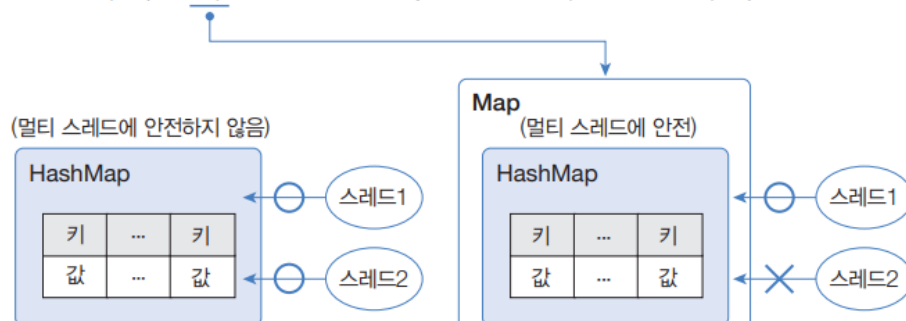 Map
(멀티 스레드에 안전하지 않음)
(멀티 스레드에 안전)
HashMap
스레드1
키 ... 키
값 ... 값
스레드2
HashMap
스레드1
키 ... 키
값 ... 값
스레드2